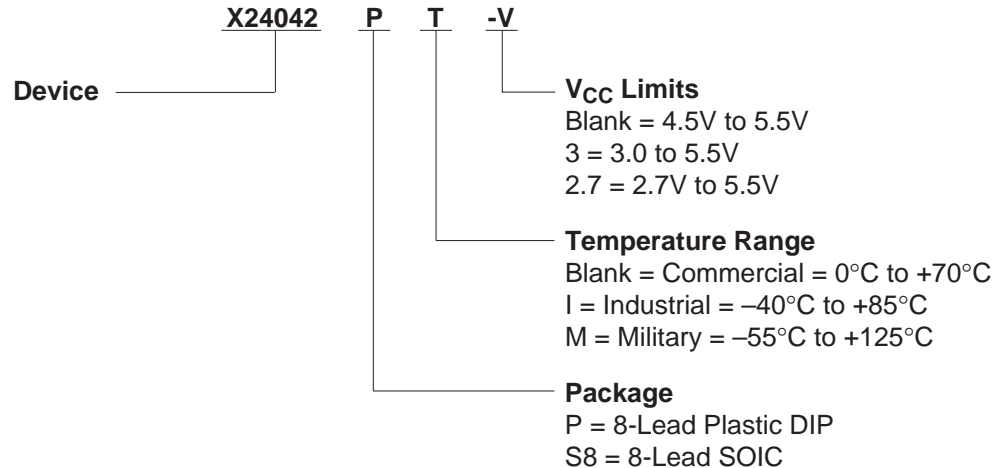 X24042 P T -V
Device
VCC Limits
Blank = 4.5V to 5.5V
3 = 3.0 to 5.5V
2.7 = 2.7V to 5.5V
Temperature Range
Blank = Commercial = 0°C to +70°C
I = Industrial = –40°C to +85°C
M = Military = –55°C to +125°C
Package
P = 8-Lead Plastic DIP
S8 = 8-Lead SOIC